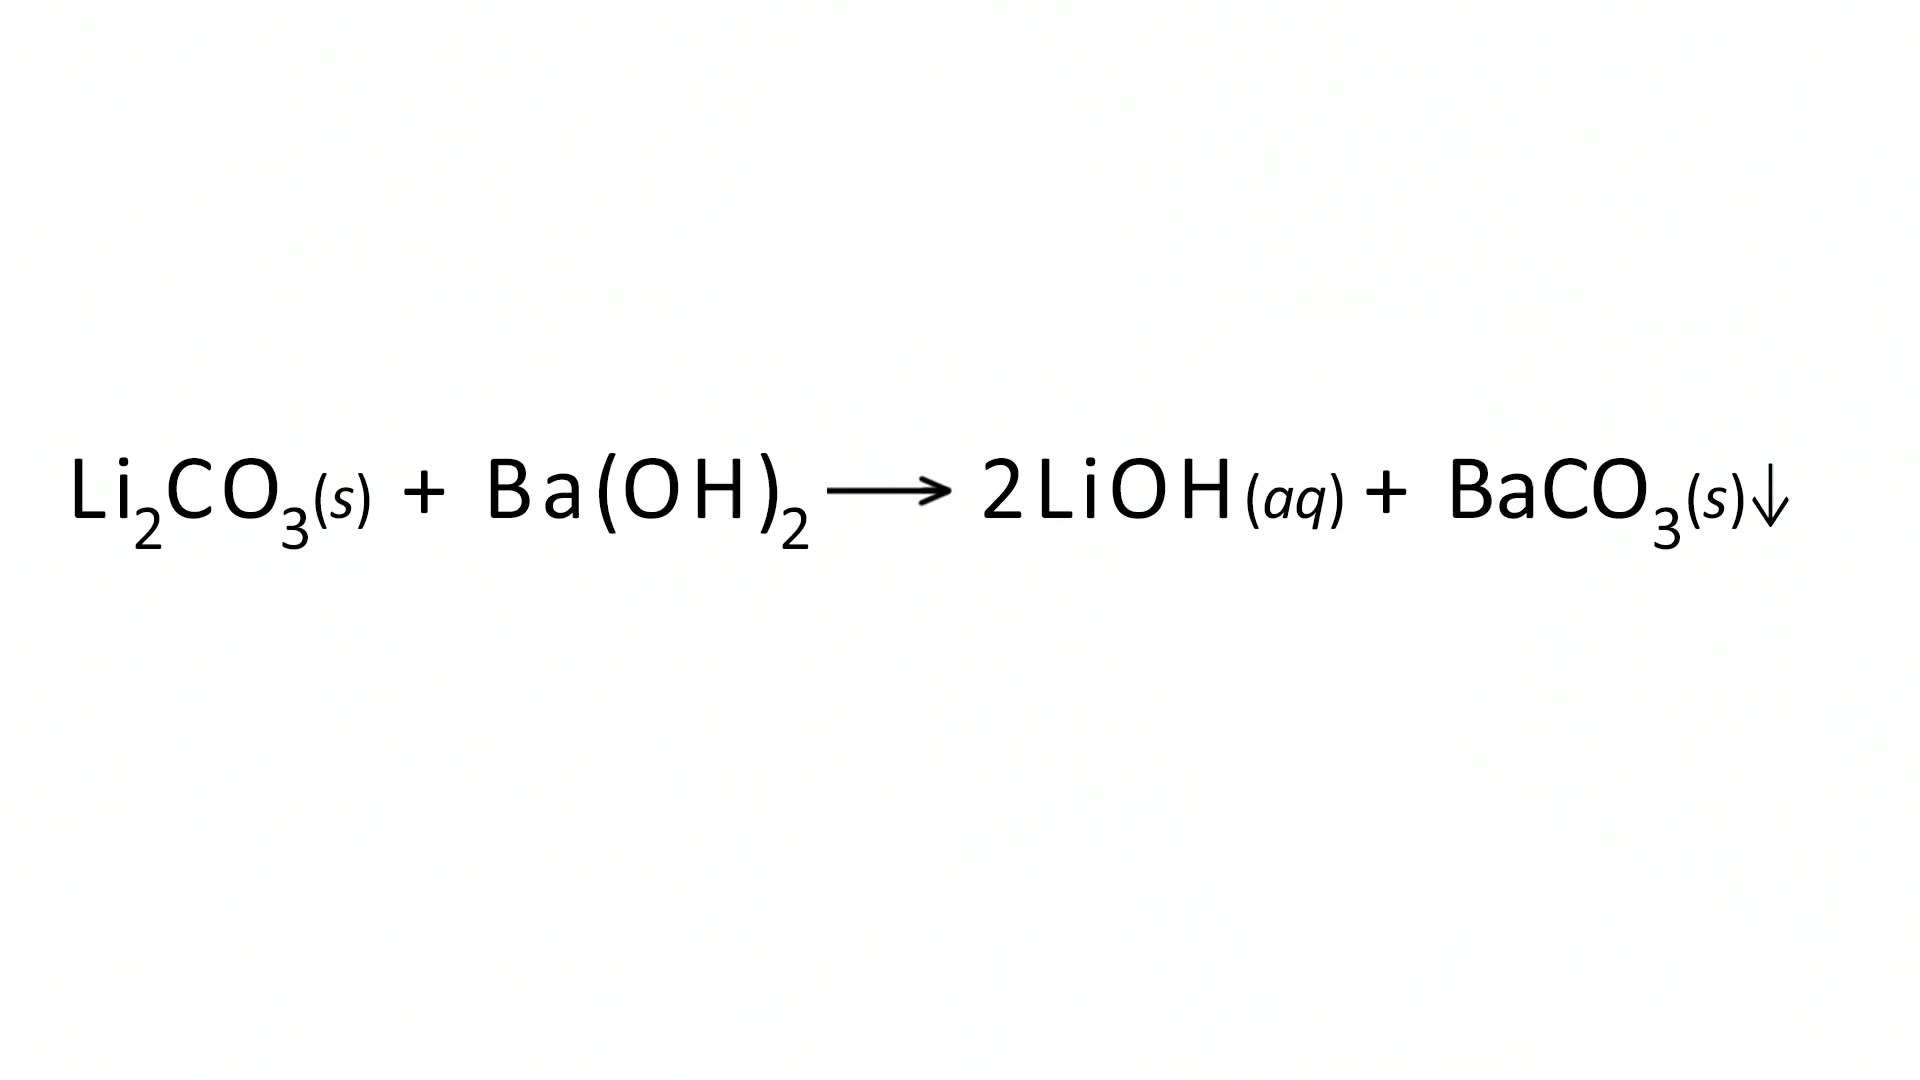 Li₂CO₃(s) + Ba(OH)₂ ⟶ 2LiOH(aq) + BaCO₃(s)↓